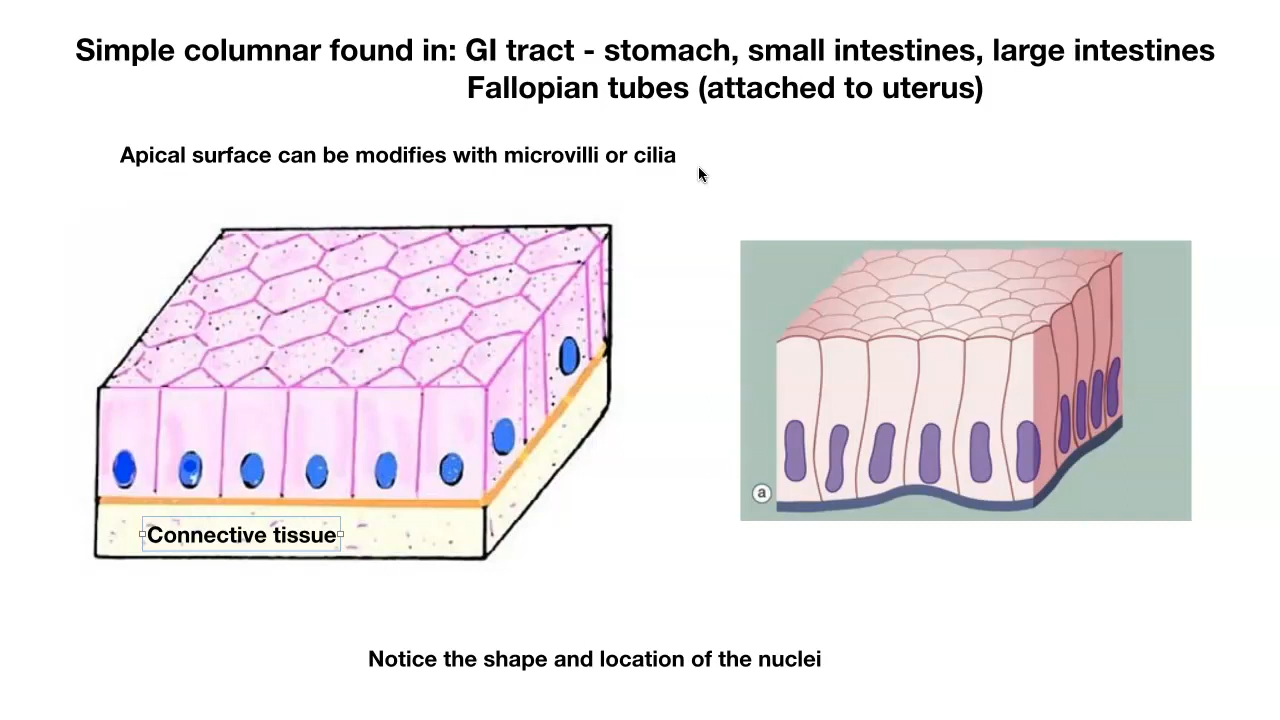 Simple columnar found in: GI tract - stomach, small intestines, large intestines
Fallopian tubes (attached to uterus)
Apical surface can be modifies with microvilli or cilia
a
Connective tissue
Notice the shape and location of the nuclei